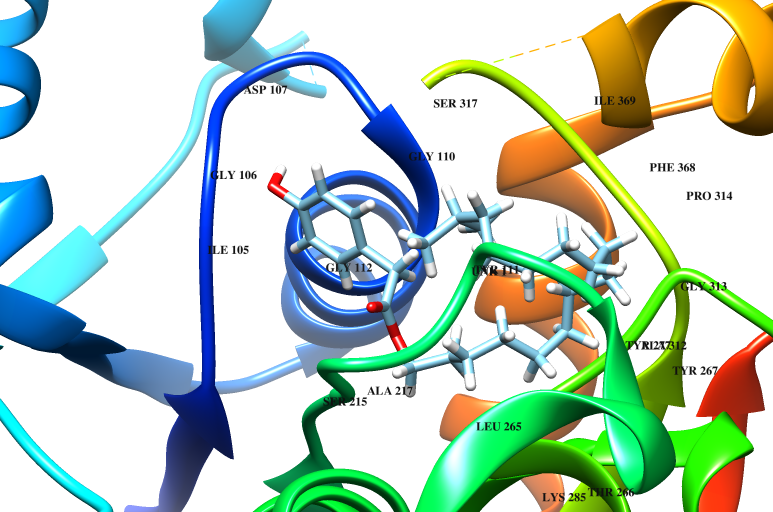 ASP 107
SER 317
ILE 369
GLY 110
PHE 368
GLY 106
PRO 314
ILE 105
GLY 112
GLY 313
TYR 267
ALA 217
SER 215
LEU 265
LYS 285
THR 266